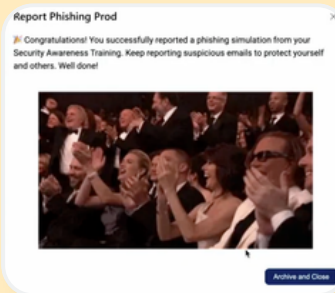 Report Phishing Prod
🎉 Congratulations! You successfully reported a phishing simulation from your
Security Awareness Training. Keep reporting suspicious emails to protect yourself
and others. Well done!
Archive and Close